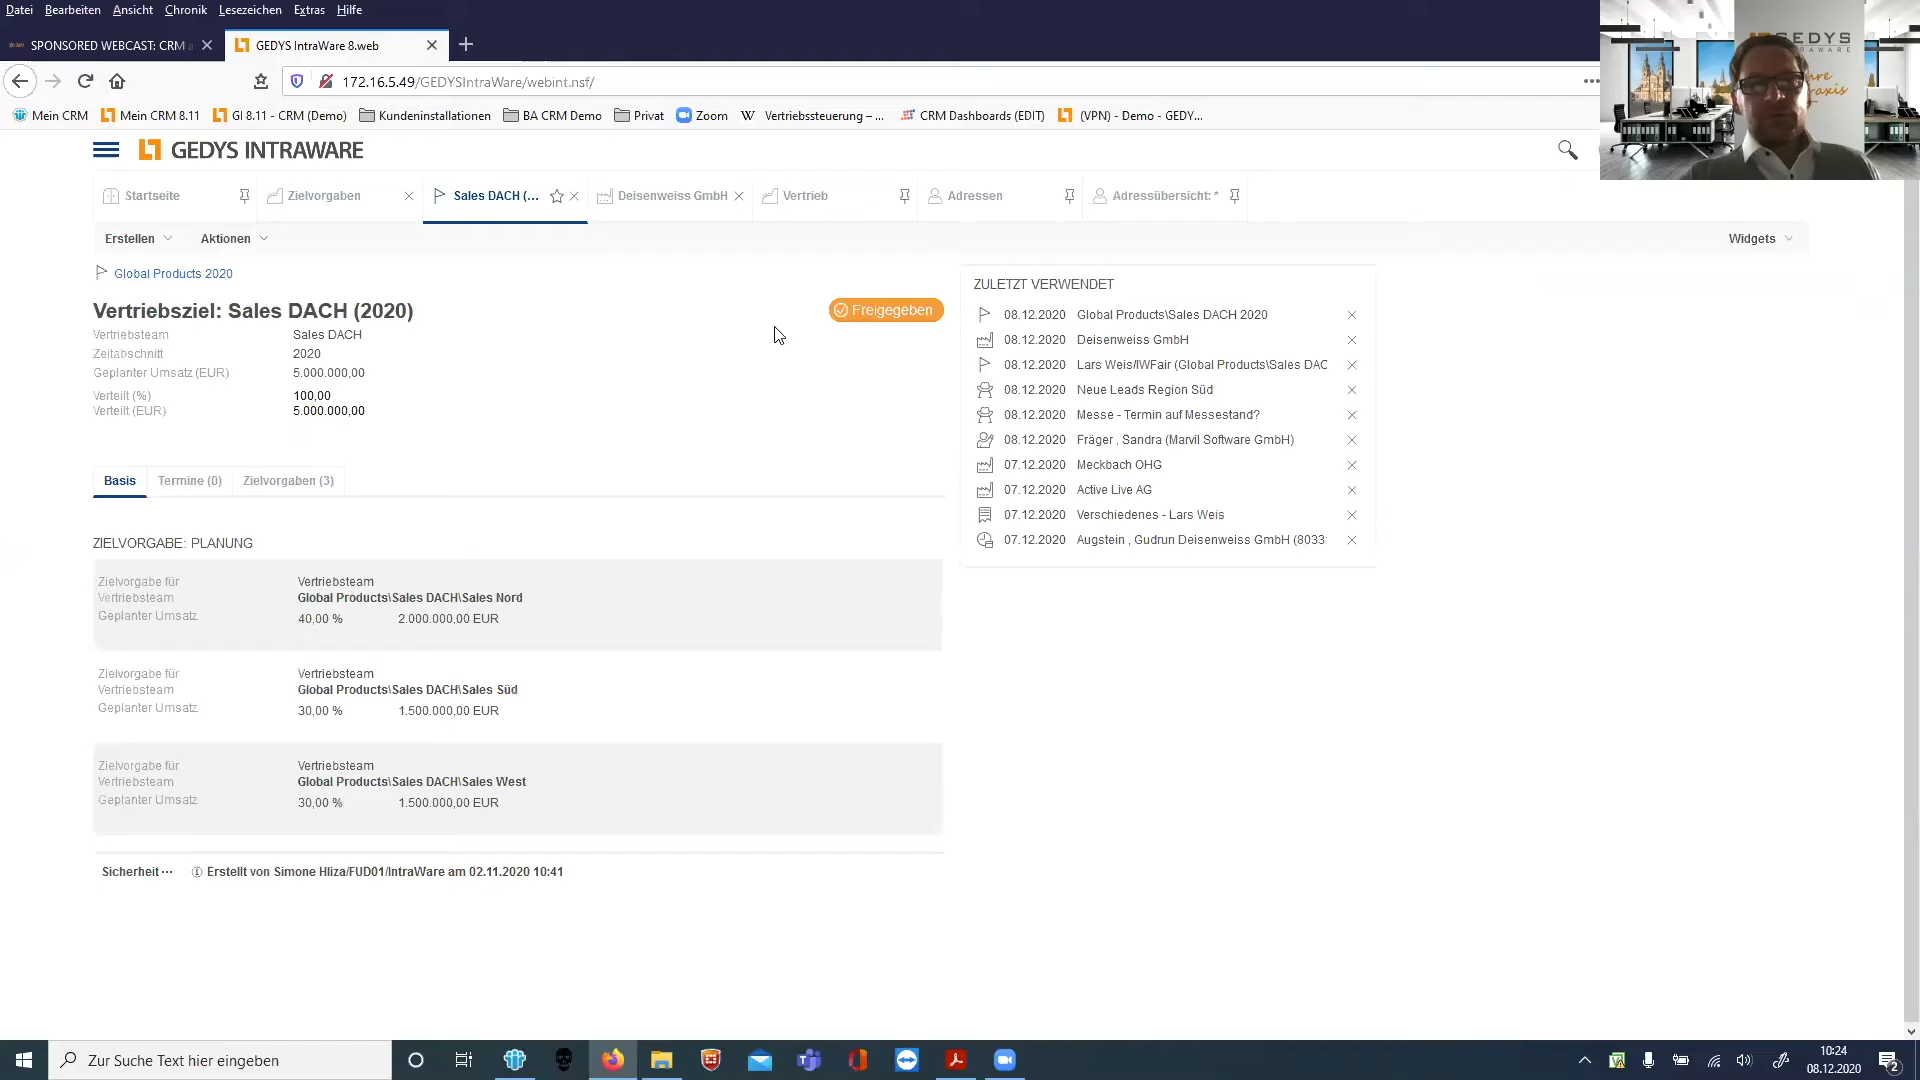 Datei Bearbeiten Ansicht Chronik Lesezeichen Extras Hilfe
SPONSORED WEBCAST: CRM
GEDYS IntraWare 8.web
172.16.5.49/GEDYSIntraWare/webint.nsf/
Mein CRM Mein CRM 8.11 GI 8.11 - CRM (Demo) Kundeninstallationen BA CRM Demo Privat Zoom Vertriebssteuerung – ... CRM Dashboards (EDIT) (VPN) - Demo - GEDY...
GEDYS INTRAWARE
Startseite Zielvorgaben Sales DACH (... Deisenweiss GmbH Vertrieb Adressen Adressübersicht: *
Erstellen Aktionen Widgets
Global Products 2020
Vertriebsziel: Sales DACH (2020)
Freigegeben
Vertriebsteam Sales DACH
Zeitabschnitt 2020
Geplanter Umsatz (EUR) 5.000.000,00
Verteilt (%) 100,00
Verteilt (EUR) 5.000.000,00
Basis Termine (0) Zielvorgaben (3)
ZIELVORGABE: PLANUNG
Zielvorgabe für Vertriebsteam
Vertriebsteam Global Products\Sales DACH\Sales Nord
Geplanter Umsatz 40,00 % 2.000.000,00 EUR
Zielvorgabe für Vertriebsteam
Vertriebsteam Global Products\Sales DACH\Sales Süd
Geplanter Umsatz 30,00 % 1.500.000,00 EUR
Zielvorgabe für Vertriebsteam
Vertriebsteam Global Products\Sales DACH\Sales West
Geplanter Umsatz 30,00 % 1.500.000,00 EUR
Sicherheit ··· Erstellt von Simone Hliza/FUD01/IntraWare am 02.11.2020 10:41
ZULETZT VERWENDET
08.12.2020 Global Products\Sales DACH 2020
08.12.2020 Deisenweiss GmbH
08.12.2020 Lars Weis/IWFair (Global Products\Sales DAC
08.12.2020 Neue Leads Region Süd
08.12.2020 Messe - Termin auf Messestand?
08.12.2020 Fräger , Sandra (Marvil Software GmbH)
07.12.2020 Meckbach OHG
07.12.2020 Active Live AG
07.12.2020 Verschiedenes - Lars Weis
07.12.2020 Augstein , Gudrun Deisenweiss GmbH (8033
GEDYS
Zur Suche Text hier eingeben
10:24
08.12.2020
2